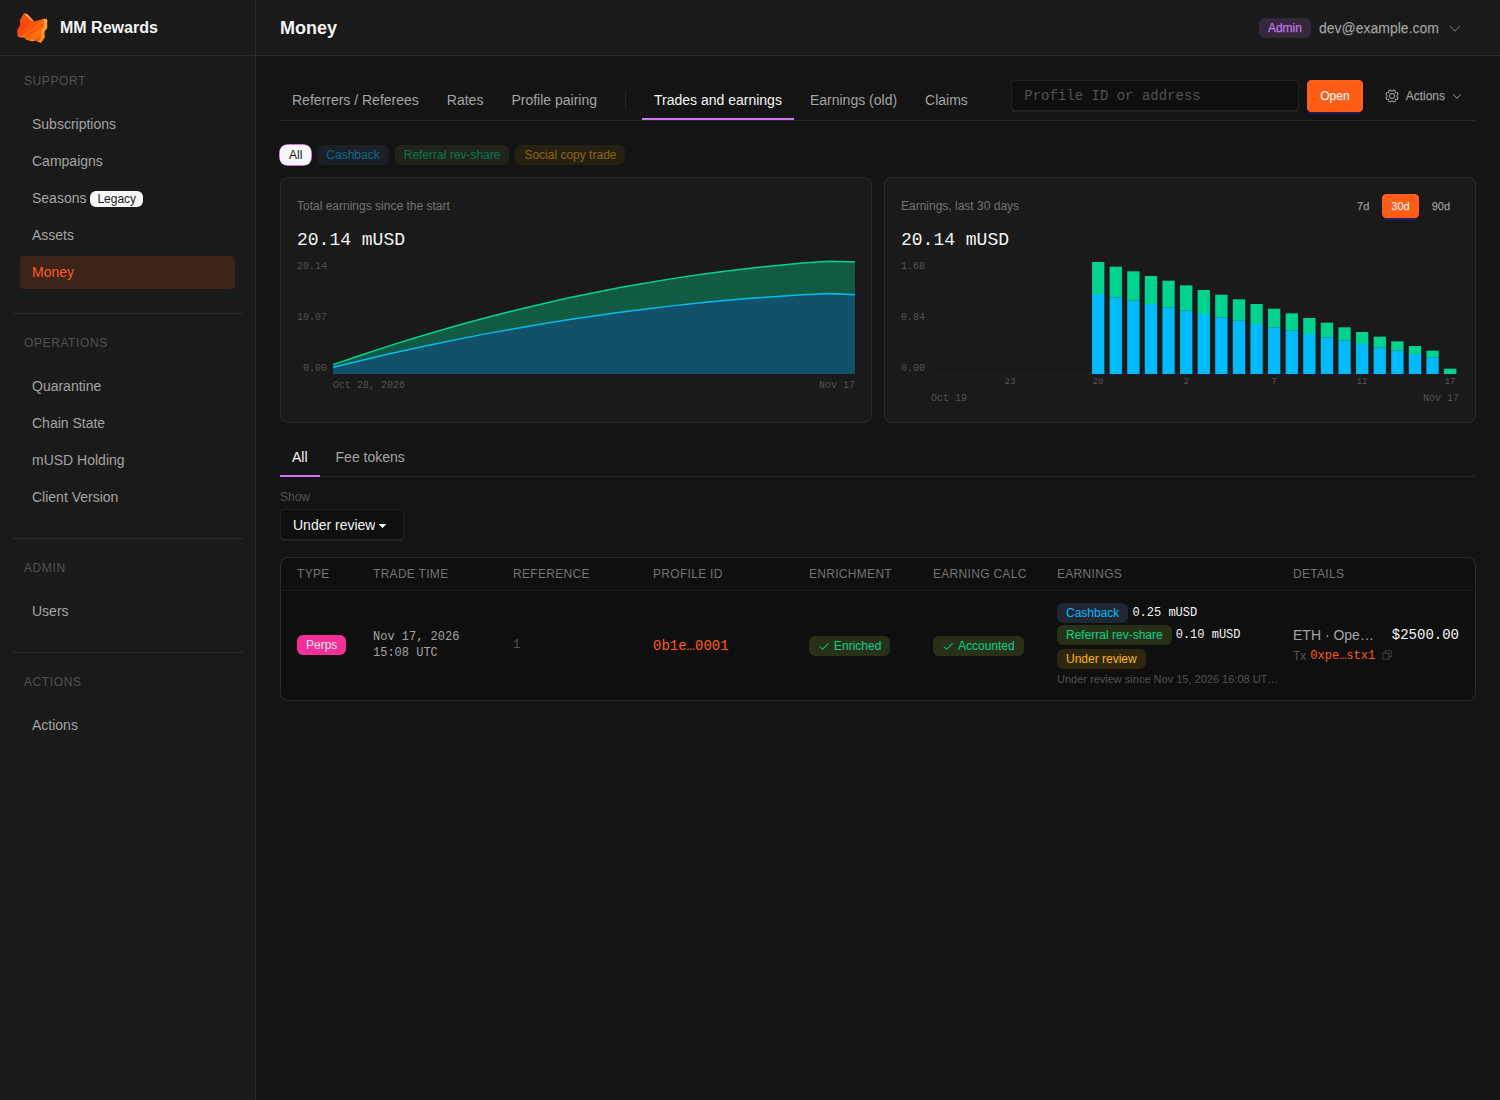 MM Rewards
Money
Admin dev@example.com
SUPPORT
Subscriptions
Campaigns
Seasons Legacy
Assets
Money
OPERATIONS
Quarantine
Chain State
mUSD Holding
Client Version
ADMIN
Users
ACTIONS
Actions
Referrers / Referees Rates Profile pairing Trades and earnings Earnings (old) Claims
Profile ID or address Open Actions
All Cashback Referral rev-share Social copy trade
Total earnings since the start
20.14 mUSD
20.14
10.07
0.00
Oct 28, 2026 Nov 17
Earnings, last 30 days 7d 30d 90d
20.14 mUSD
1.68
0.84
0.00
23 28 2 7 12 17
Oct 19 Nov 17
All Fee tokens
Show
Under review
TYPE TRADE TIME REFERENCE PROFILE ID ENRICHMENT EARNING CALC EARNINGS DETAILS
Perps
Nov 17, 2026
15:08 UTC
1
0b1e…0001
Enriched
Accounted
Cashback 0.25 mUSD
Referral rev-share 0.10 mUSD
Under review
Under review since Nov 15, 2026 16:08 UT…
ETH · Ope… $2500.00
Tx 0xpe…stx1